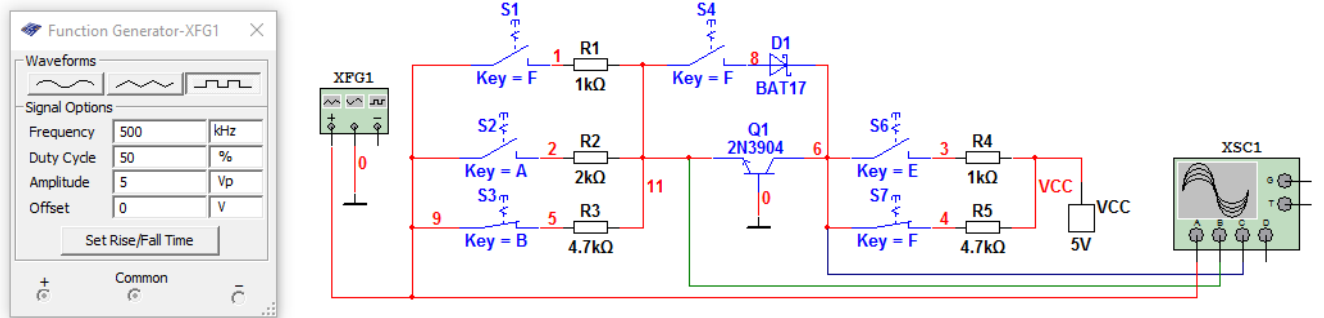 Function Generator-XFG1
Waveforms
Signal Options
Frequency 500 kHz
Duty Cycle 50 %
Amplitude 5 Vp
Offset 0 V
Set Rise/Fall Time
+ Common −
XFG1
+ −
0
S1
Key = F
1
R1
1kΩ
S4
Key = F
8
D1
BAT17
S2
Key = A
2
R2
2kΩ
11
Q1
2N3904
0
6
S6
Key = E
3
R4
1kΩ
9
S3
Key = B
5
R3
4.7kΩ
S7
Key = F
4
R5
4.7kΩ
VCC
VCC
5V
XSC1
G
T
A B C D